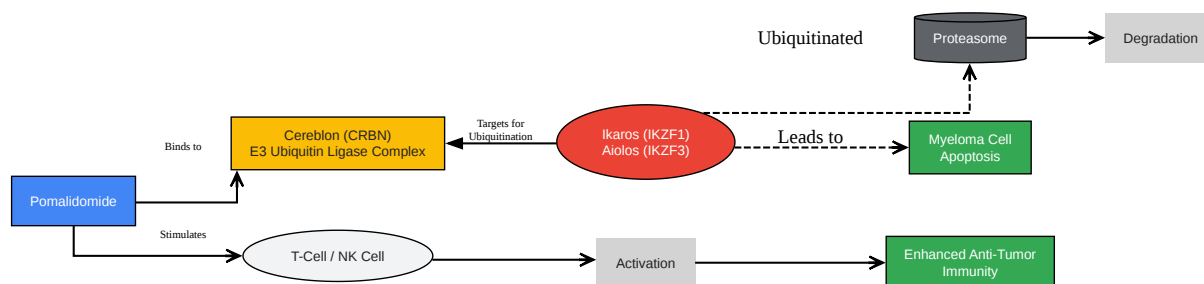 Ubiquitinated
Proteasome
Degradation
Binds to
Cereblon (CRBN)
E3 Ubiquitin Ligase Complex
Targets for
Ubiquitination
Ikaros (IKZF1)
Aiolos (IKZF3)
Leads to
Myeloma Cell
Apoptosis
Pomalidomide
Stimulates
T-Cell / NK Cell
Activation
Enhanced Anti-Tumor
Immunity